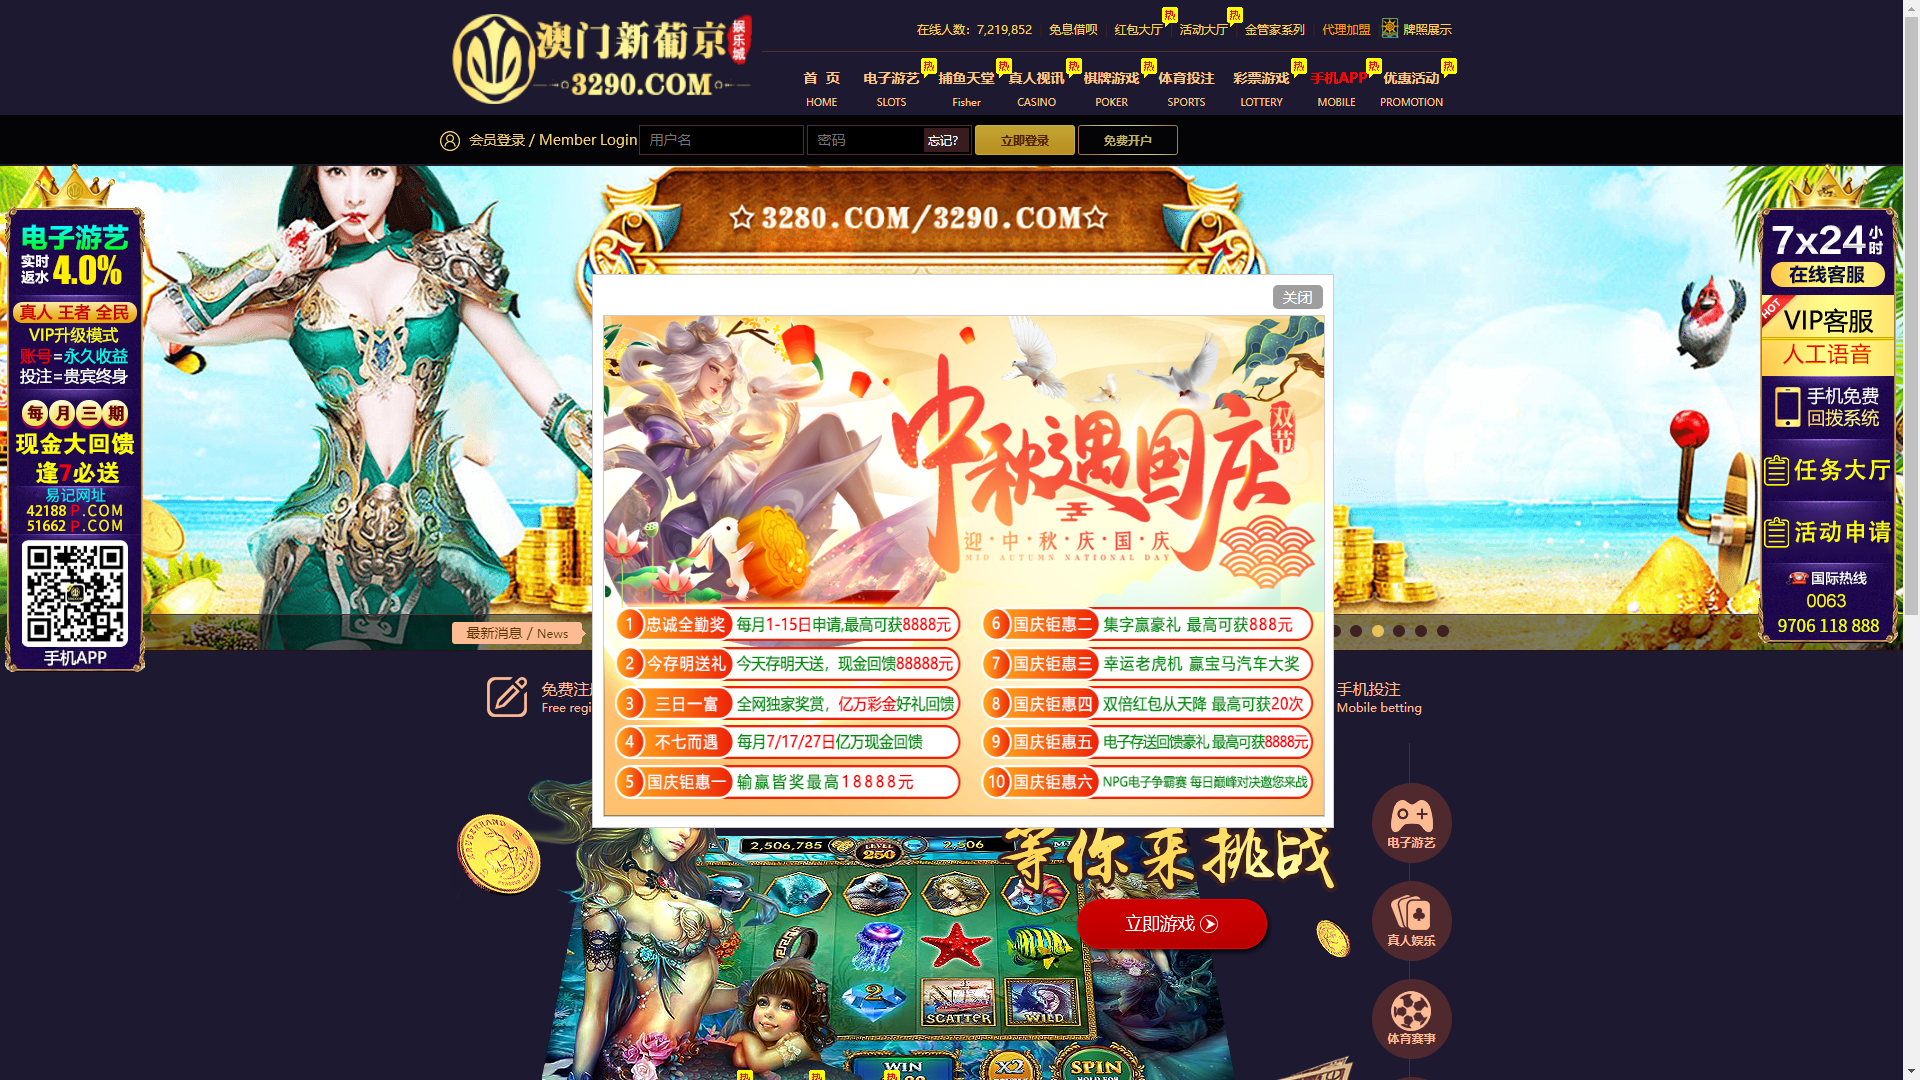 澳门新葡京
娱乐城
3290.COM
在线人数：7,219,852
免息借呗
红包大厅
热
活动大厅
热
金管家系列
代理加盟
牌照展示
首 页
HOME
电子游艺
热
SLOTS
捕鱼天堂
热
Fisher
真人视讯
热
CASINO
棋牌游戏
热
POKER
体育投注
SPORTS
彩票游戏
热
LOTTERY
手机APP
热
MOBILE
优惠活动
热
PROMOTION
会员登录 / Member Login
用户名
密码
忘记?
立即登录
免费开户
☆3280.COM/3290.COM☆
电子游艺
实时
返水
4.0%
真人 王者 全民
VIP升级模式
账号=永久收益
投注=贵宾终身
每月三期
现金大回馈
逢7必送
易记网址
42188 P.COM
51662 P.COM
手机APP
关闭
中秋遇国庆
双节
迎·中·秋·庆·国·庆
MID AUTUMN NATIONAL DAY
1 忠诚全勤奖 每月1-15日申请,最高可获8888元
2 今存明送礼 今天存明天送，现金回馈88888元
3 三日一富 全网独家奖赏，亿万彩金好礼回馈
4 不七而遇 每月7/17/27日亿万现金回馈
5 国庆钜惠一 输赢皆奖最高18888元
6 国庆钜惠二 集字赢豪礼 最高可获888元
7 国庆钜惠三 幸运老虎机 赢宝马汽车大奖
8 国庆钜惠四 双倍红包从天降 最高可获20次
9 国庆钜惠五 电子存送回馈豪礼 最高可获8888元
10 国庆钜惠六 NPG电子争霸赛 每日巅峰对决邀您来战
7x24小时
在线客服
HOT
VIP客服
人工语音
手机免费
回拨系统
任务大厅
活动申请
国际热线
0063
9706 118 888
最新消息 / News
免费注
Free regi
手机投注
Mobile betting
KRUGERRAND
2,506,785
LEVEL
250
2,506
等你来挑战
立即游戏
2
SCATTER
WILD
WIN
X2
SPIN
HOLD FOR
热
热
热
电子游艺
真人娱乐
体育赛事